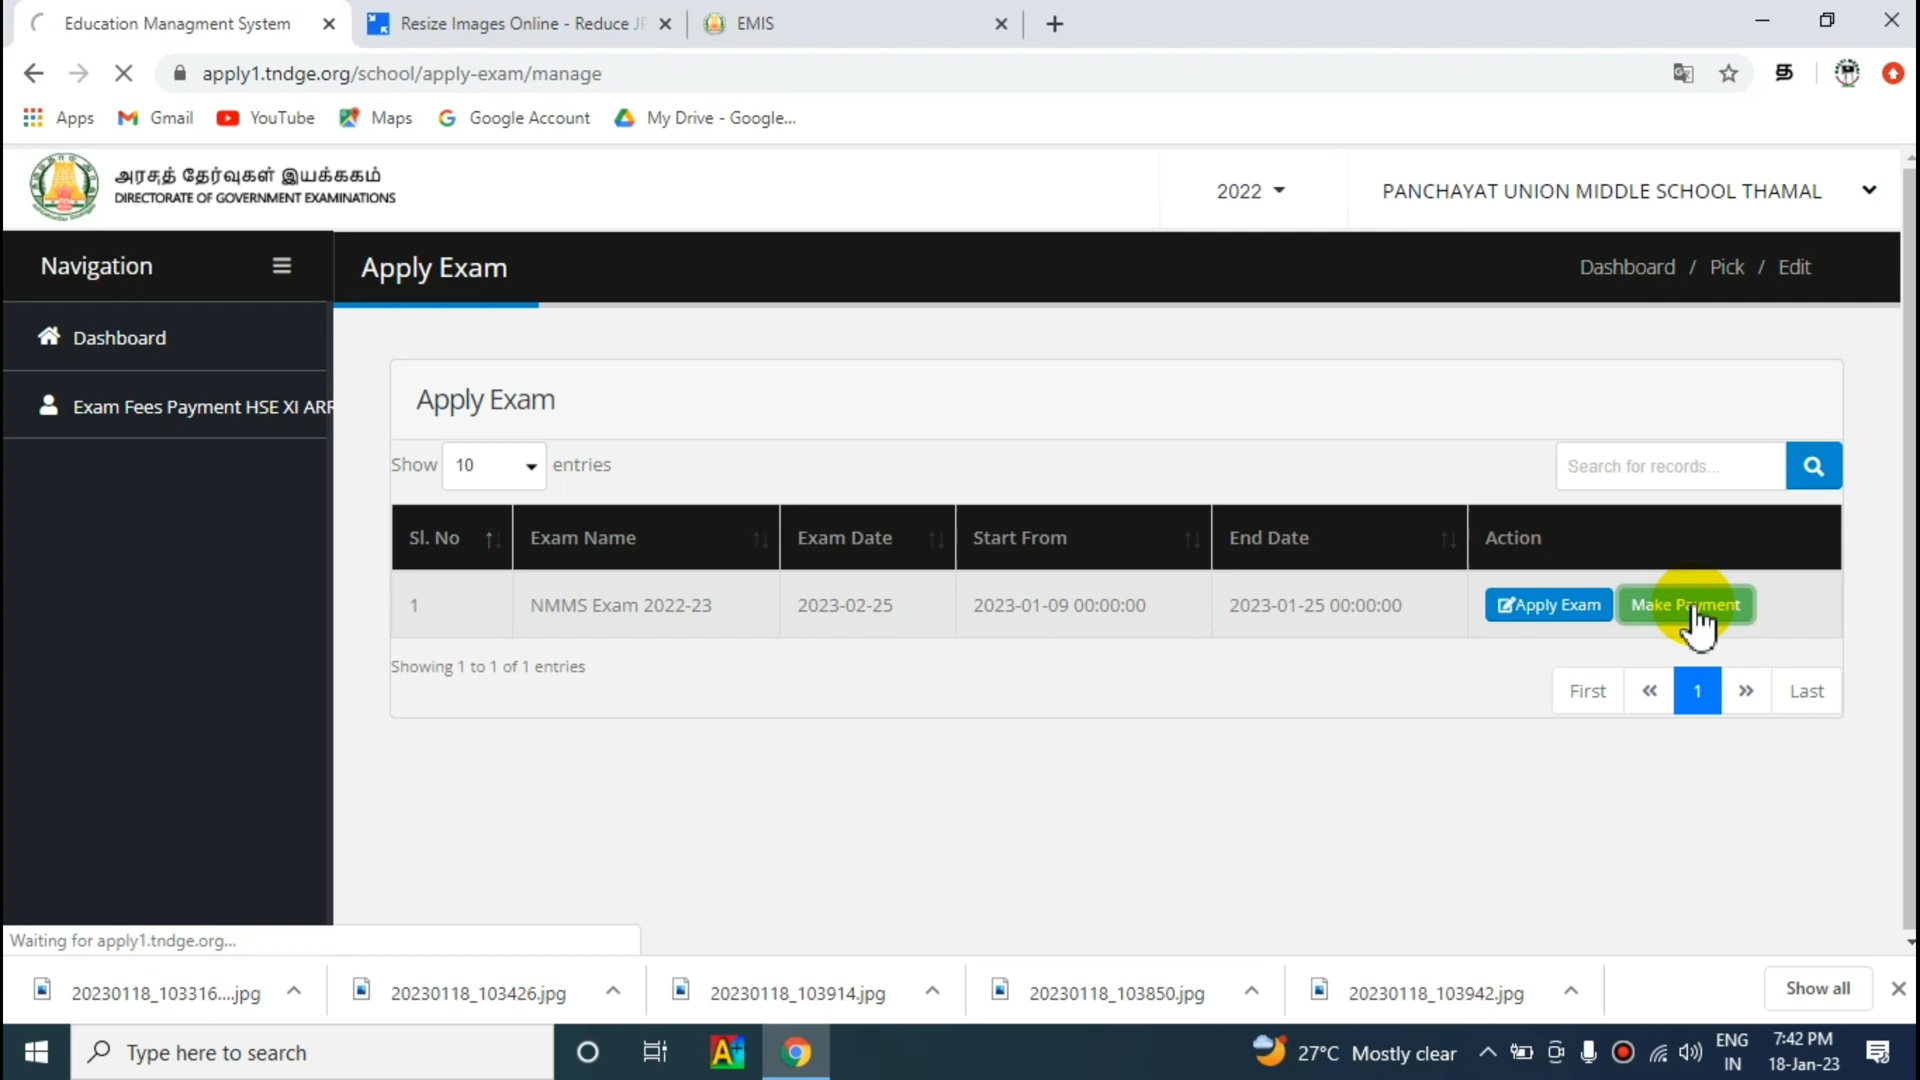 Education Managment System
Resize Images Online - Reduce JP
EMIS
apply1.tndge.org/school/apply-exam/manage
த
Apps
Gmail
YouTube
Maps
Google Account
My Drive - Google...
அரசுத் தேர்வுகள் இயக்ககம்
DIRECTORATE OF GOVERNMENT EXAMINATIONS
2022
PANCHAYAT UNION MIDDLE SCHOOL THAMAL
Navigation
Apply Exam
Dashboard / Pick / Edit
Dashboard
Exam Fees Payment HSE XI ARR
Apply Exam
Show 10 entries
Search for records...
Sl. No Exam Name Exam Date Start From End Date Action
1 NMMS Exam 2022-23 2023-02-25 2023-01-09 00:00:00 2023-01-25 00:00:00 Apply Exam Make Payment
Showing 1 to 1 of 1 entries
First « 1 » Last
Waiting for apply1.tndge.org...
20230118_103316....jpg
20230118_103426.jpg
20230118_103914.jpg
20230118_103850.jpg
20230118_103942.jpg
Show all
Type here to search
A+
27°C Mostly clear
ENG
IN
7:42 PM
18-Jan-23